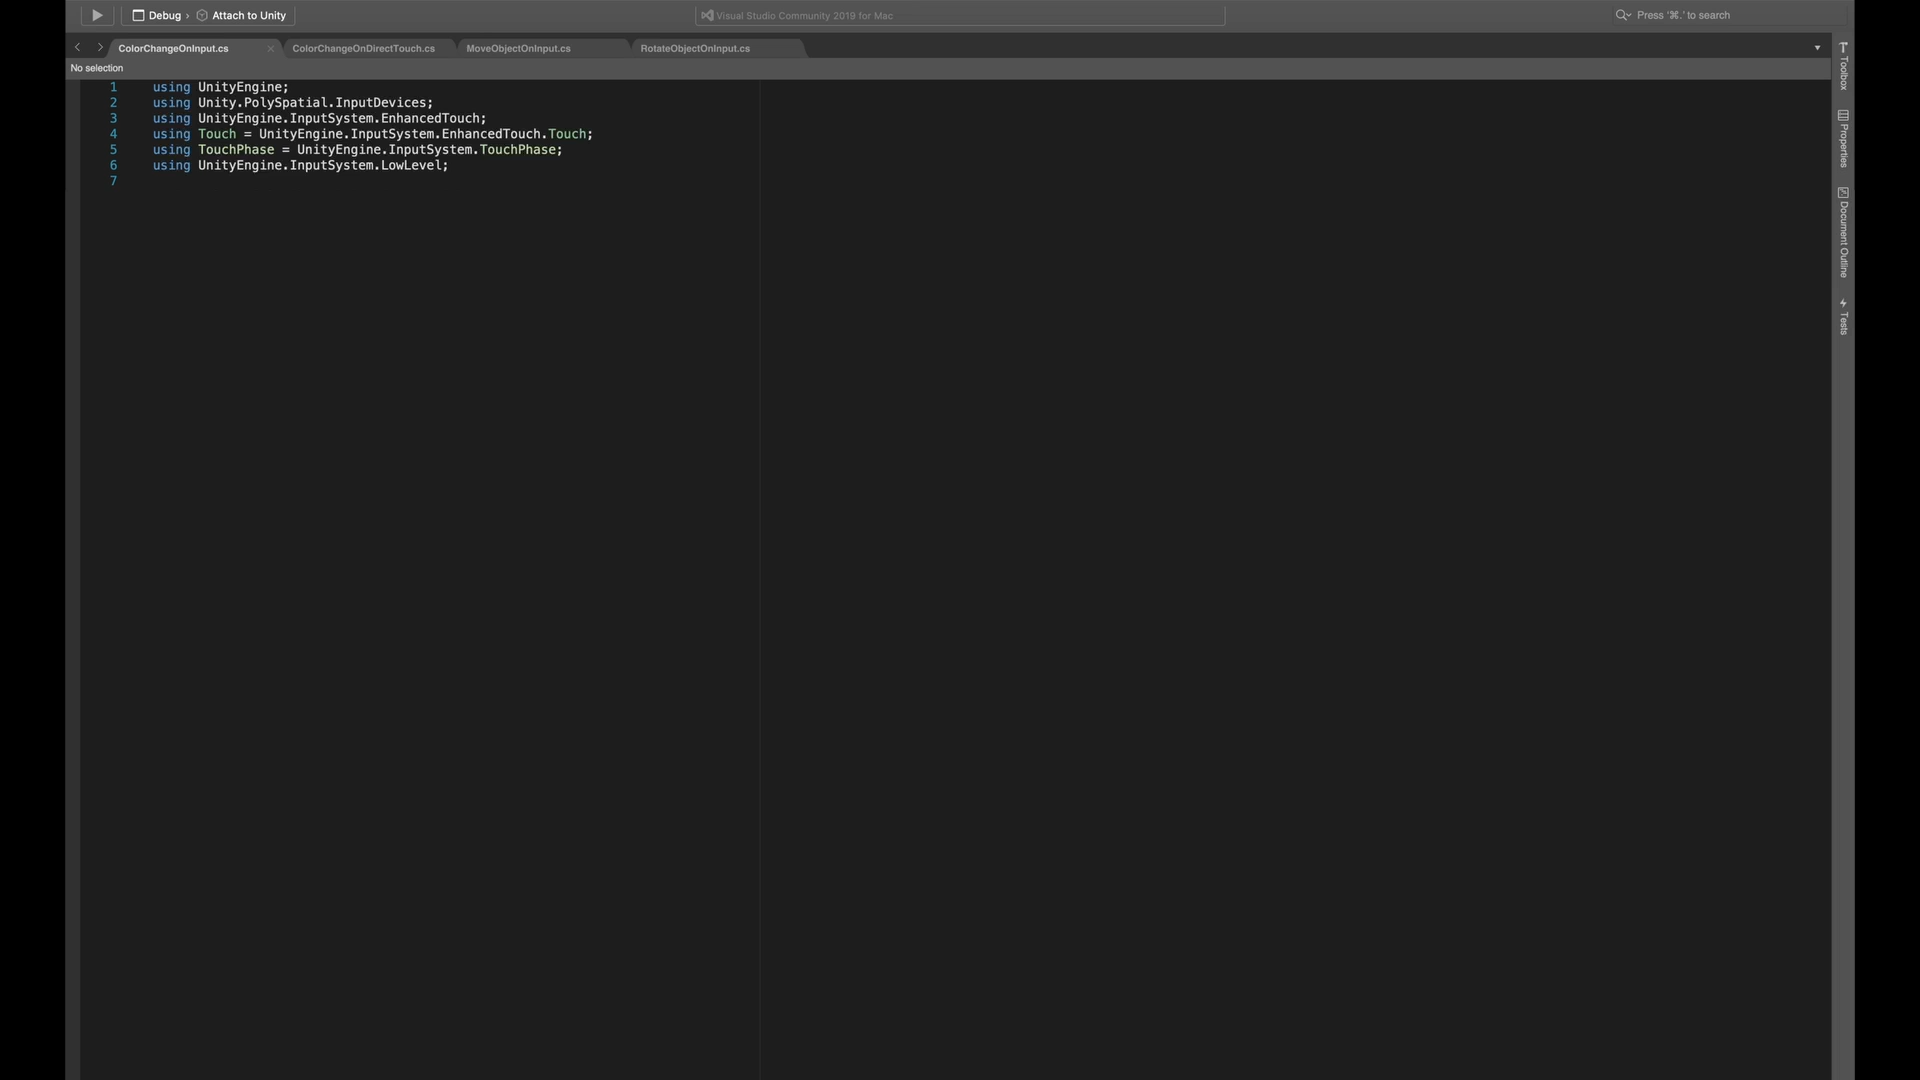 Debug › Attach to Unity
Visual Studio Community 2019 for Mac
Press '⌘.' to search
ColorChangeOnInput.cs
ColorChangeOnDirectTouch.cs
MoveObjectOnInput.cs
RotateObjectOnInput.cs
No selection
1 using UnityEngine;
2 using Unity.PolySpatial.InputDevices;
3 using UnityEngine.InputSystem.EnhancedTouch;
4 using Touch = UnityEngine.InputSystem.EnhancedTouch.Touch;
5 using TouchPhase = UnityEngine.InputSystem.TouchPhase;
6 using UnityEngine.InputSystem.LowLevel;
7
Toolbox
Properties
Document Outline
Tests